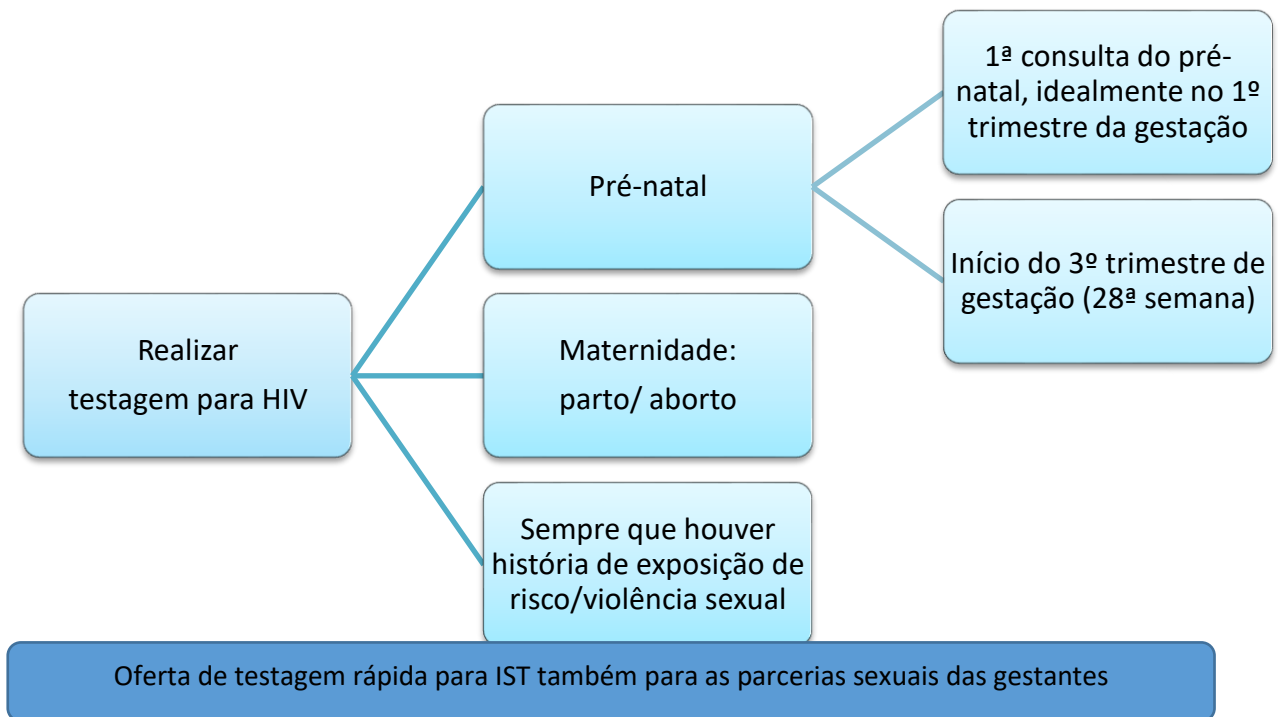 Realizar
testagem para HIV
Pré-natal
1ª consulta do pré-
natal, idealmente no 1º
trimestre da gestação
Início do 3º trimestre de
gestação (28ª semana)
Maternidade:
parto/ aborto
Sempre que houver
história de exposição de
risco/violência sexual
Oferta de testagem rápida para IST também para as parcerias sexuais das gestantes